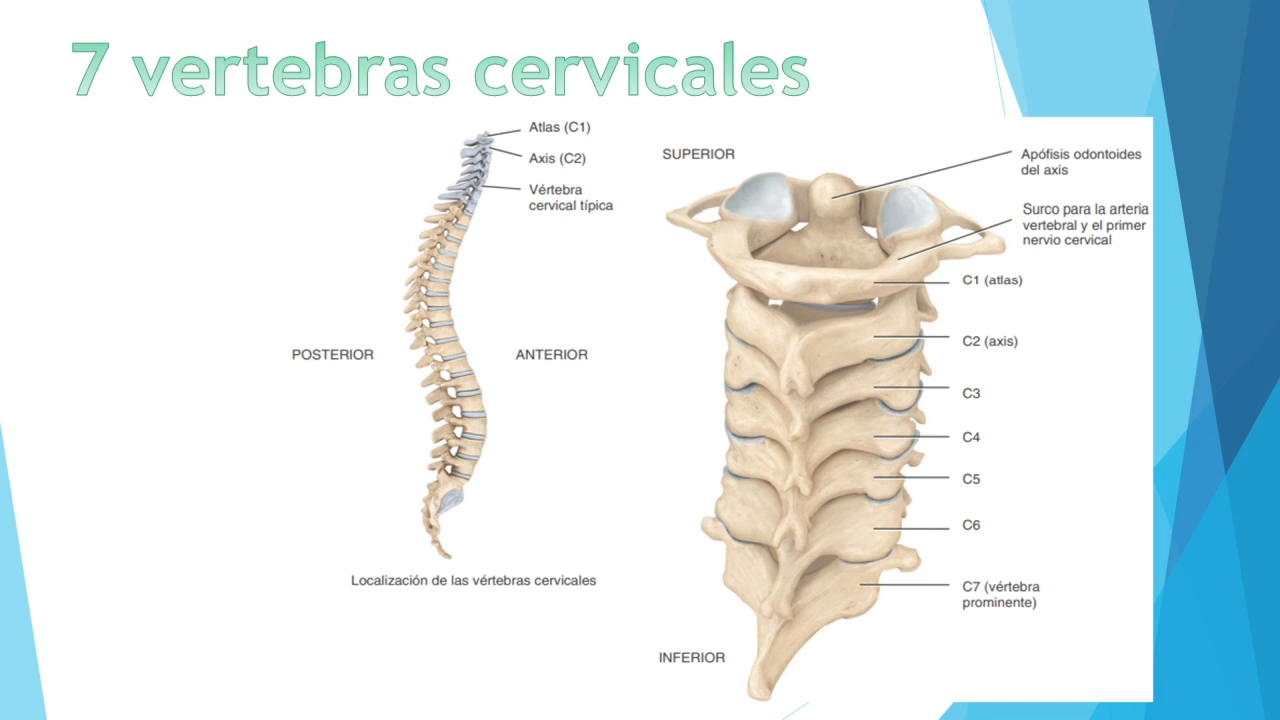 7 vertebras cervicales
Atlas (C1)
Axis (C2)
Vértebra
cervical típica
POSTERIOR
ANTERIOR
Localización de las vértebras cervicales
SUPERIOR
Apófisis odontoides
del axis
Surco para la arteria
vertebral y el primer
nervio cervical
C1 (atlas)
C2 (axis)
C3
C4
C5
C6
C7 (vértebra
prominente)
INFERIOR